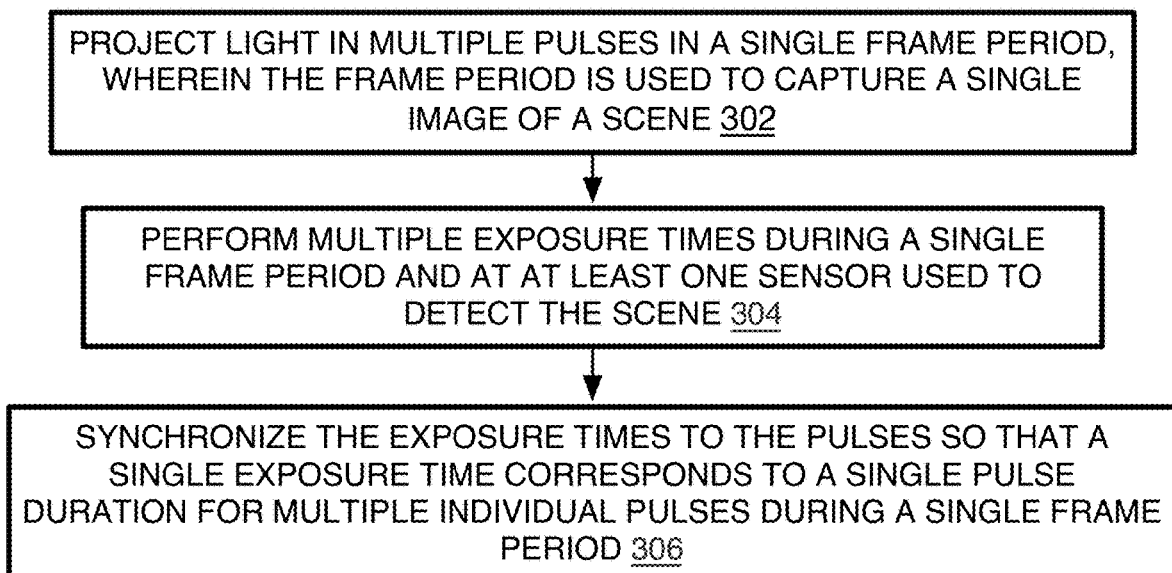 PROJECT LIGHT IN MULTIPLE PULSES IN A SINGLE FRAME PERIOD,
WHEREIN THE FRAME PERIOD IS USED TO CAPTURE A SINGLE
IMAGE OF A SCENE 302
PERFORM MULTIPLE EXPOSURE TIMES DURING A SINGLE
FRAME PERIOD AND AT AT LEAST ONE SENSOR USED TO
DETECT THE SCENE 304
SYNCHRONIZE THE EXPOSURE TIMES TO THE PULSES SO THAT A
SINGLE EXPOSURE TIME CORRESPONDS TO A SINGLE PULSE
DURATION FOR MULTIPLE INDIVIDUAL PULSES DURING A SINGLE FRAME
PERIOD 306